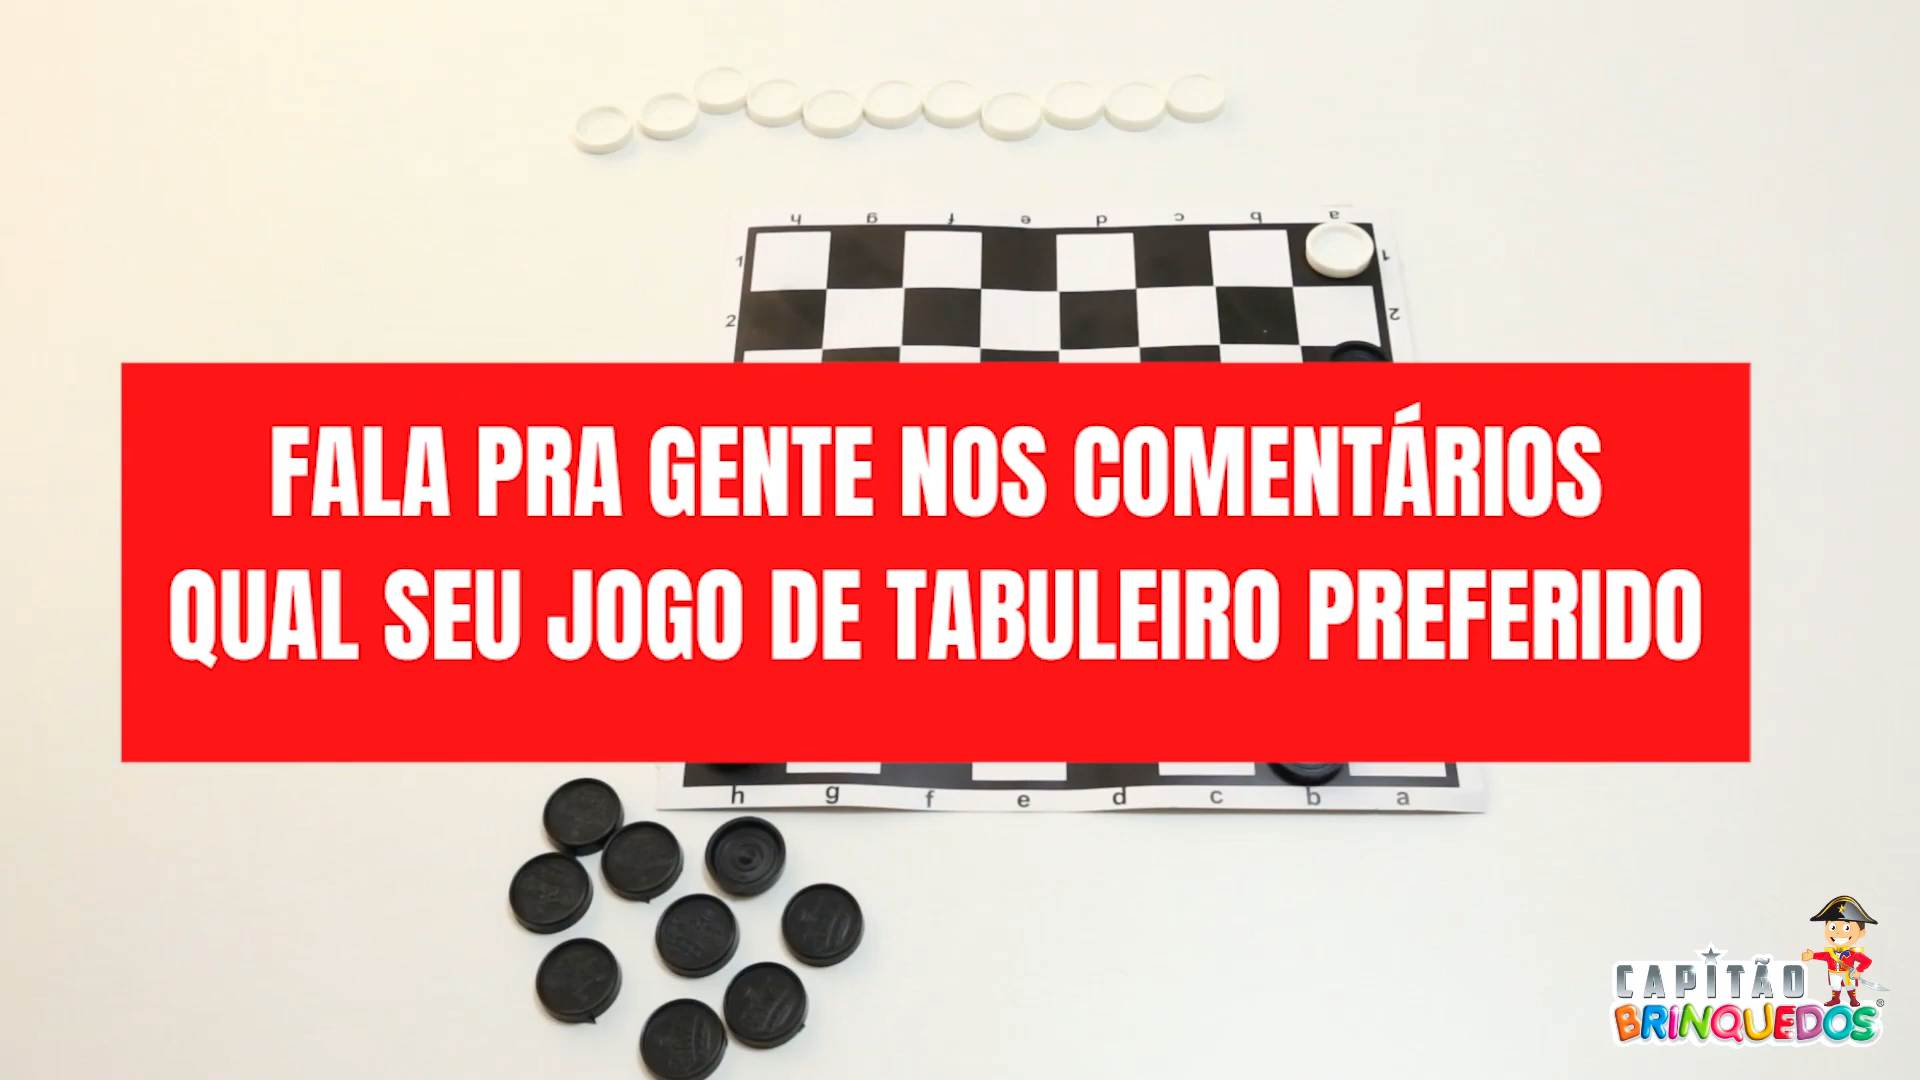 h g f e d c b a
1 1
2 2
FALA PRA GENTE NOS COMENTÁRIOS
QUAL SEU JOGO DE TABULEIRO PREFERIDO
h g f e d c b a
CAPITÃO
BRINQUEDOS